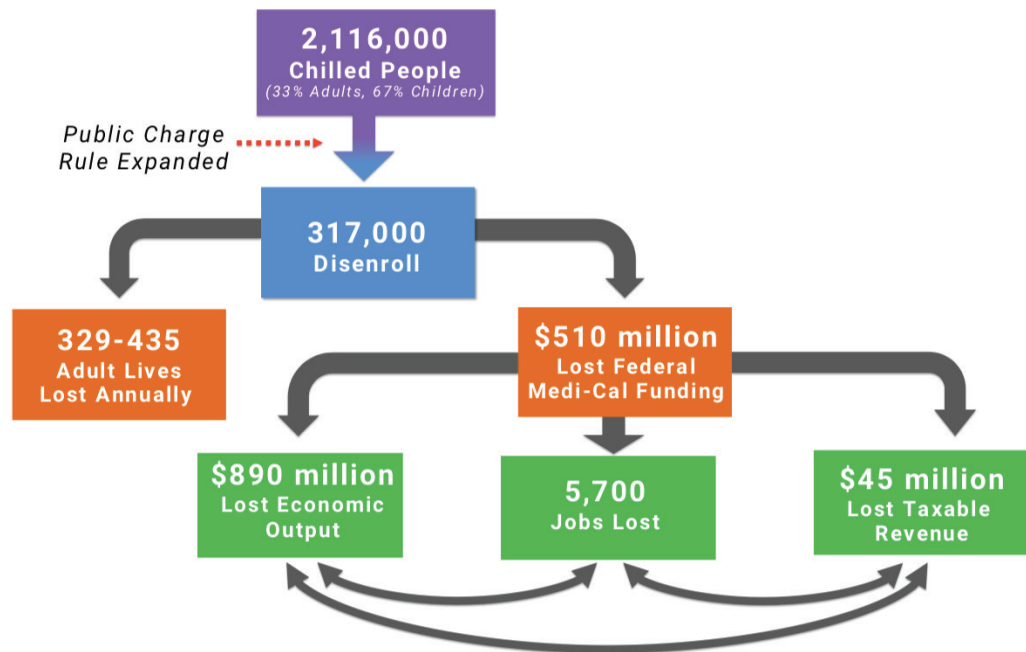 2,116,000
Chilled People
(33% Adults, 67% Children)
Public Charge
Rule Expanded
317,000
Disenroll
329-435
Adult Lives
Lost Annually
$510 million
Lost Federal
Medi-Cal Funding
$890 million
Lost Economic
Output
5,700
Jobs Lost
$45 million
Lost Taxable
Revenue